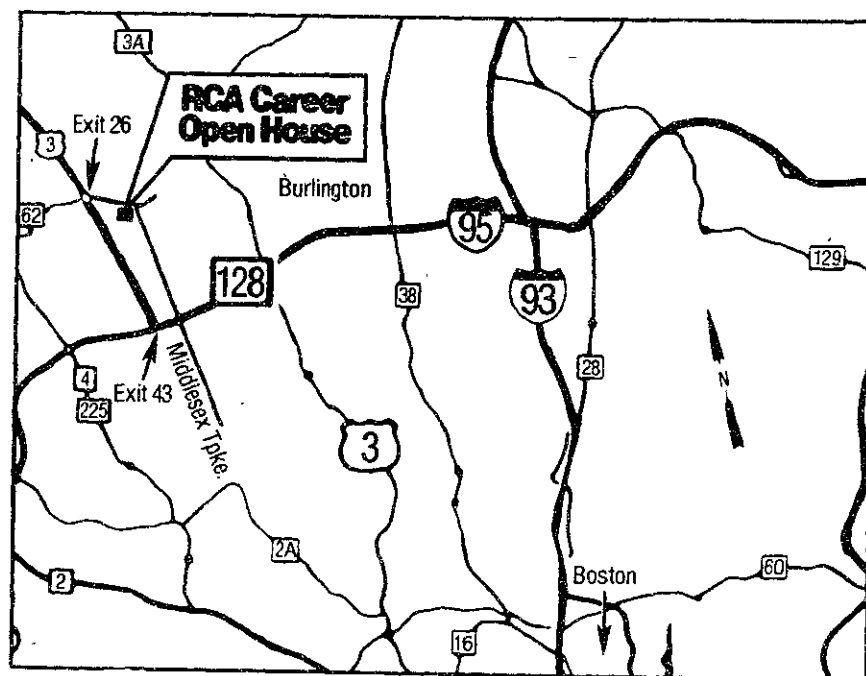 3A
RCA Career
Open House
Exit 26
3
Burlington
62
95
128
38
93
129
28
N
4
225
Exit 43
Middlesex Tpke.
3
2A
2
Boston
60
16